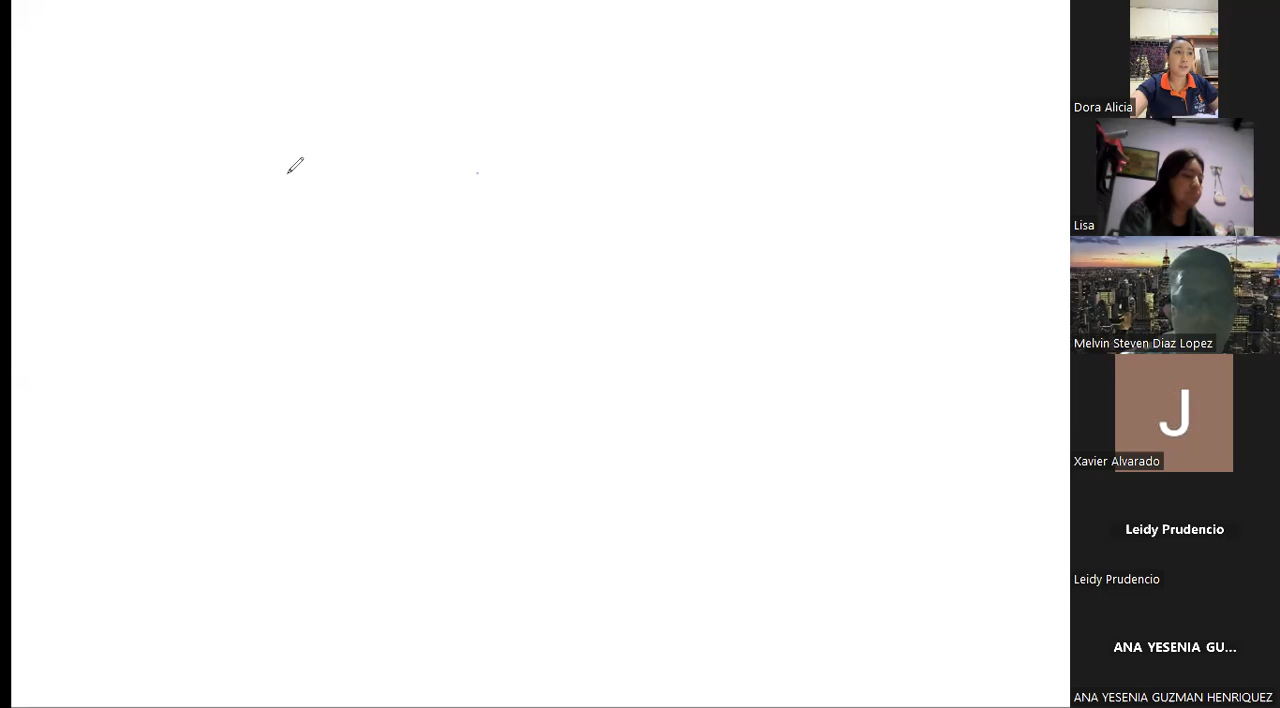 Dora Alicia
Lisa
Melvin Steven Diaz Lopez
J
Xavier Alvarado
Leidy Prudencio
Leidy Prudencio
ANA YESENIA GU...
ANA YESENIA GUZMAN HENRIQUEZ